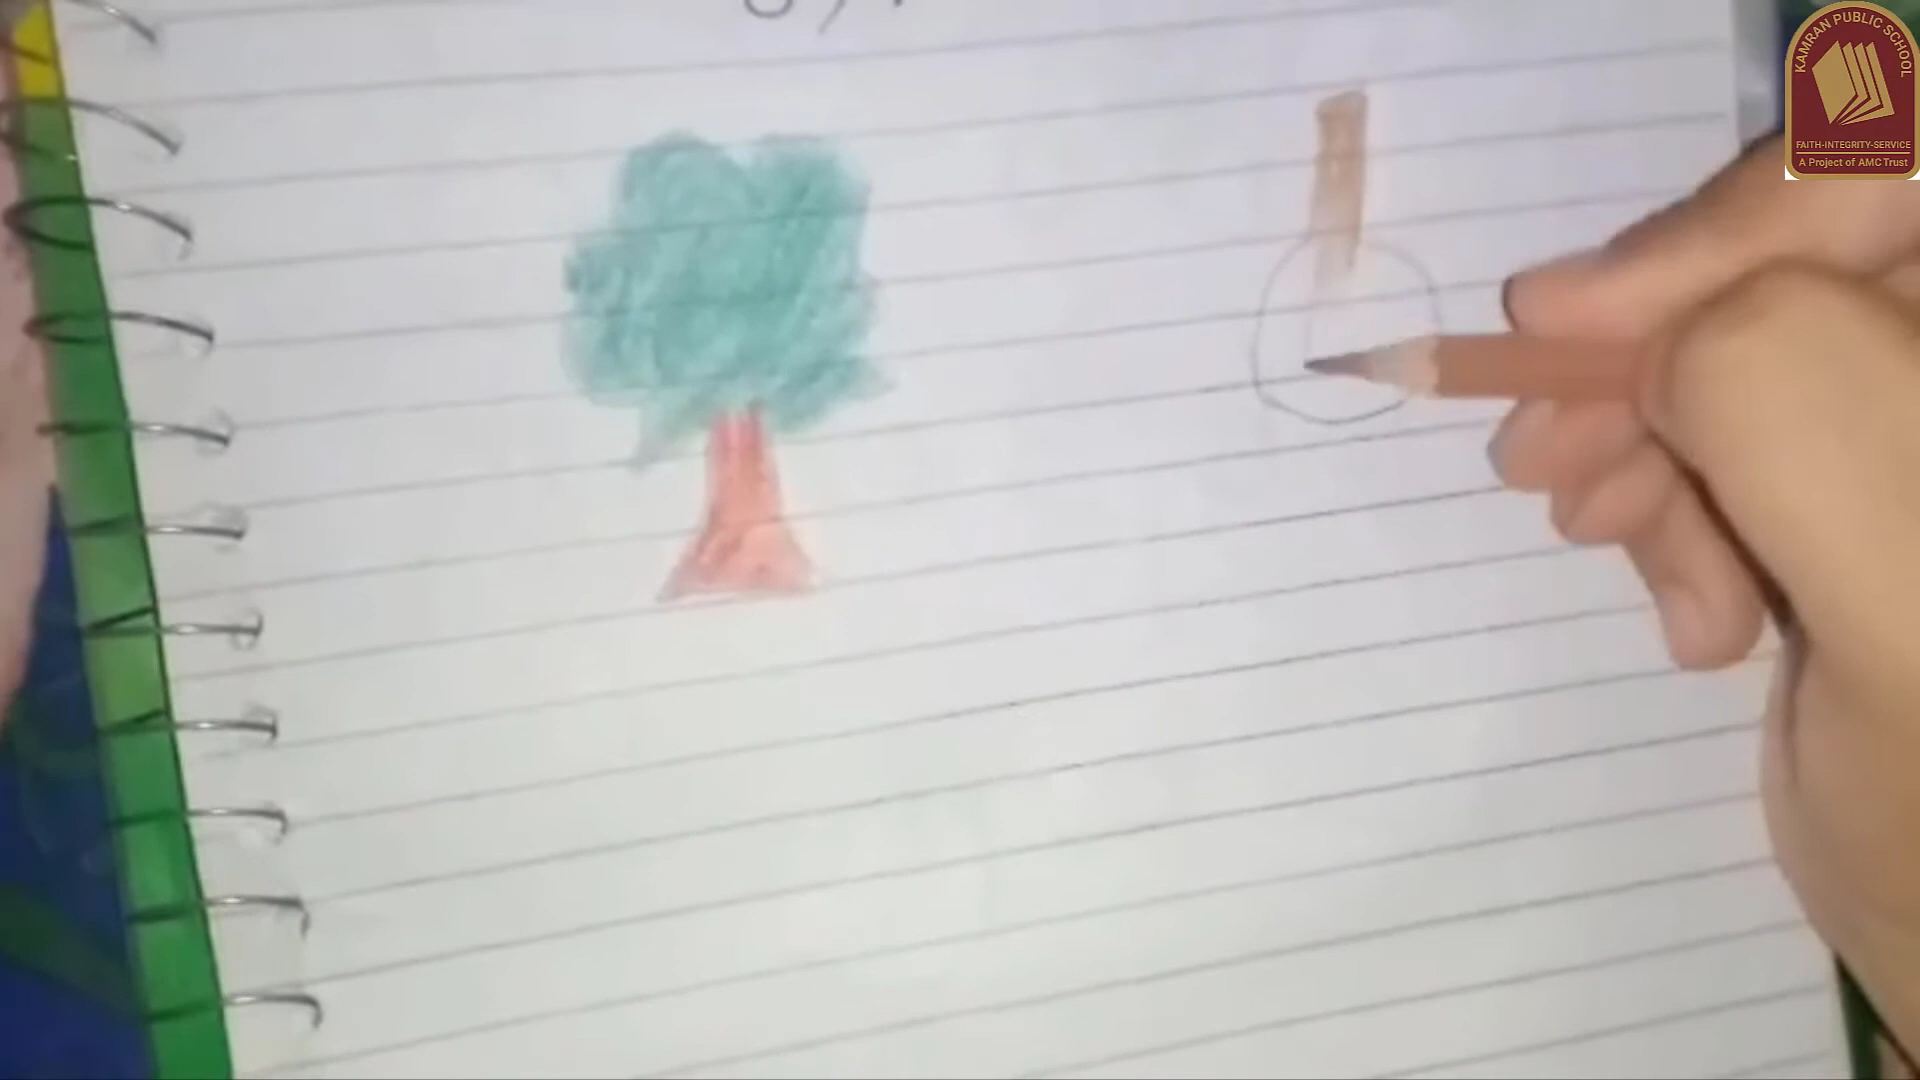 KAMRAN PUBLIC SCHOOL
FAITH-INTEGRITY-SERVICE
A Project of AMC Trust